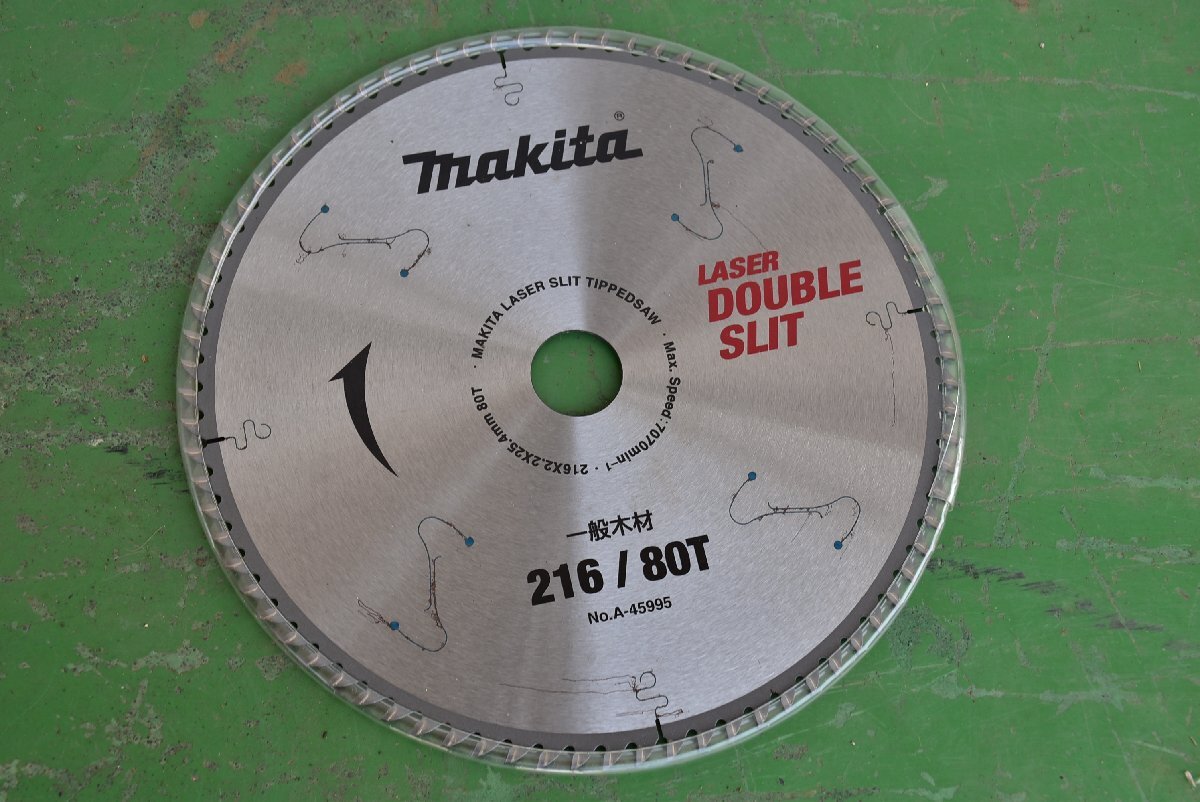 makita®
LASER
DOUBLE
SLIT
· MAKITA LASER SLIT TIPPEDSAW · Max. Speed:7070min⁻¹ · 216X2.2X25.4mm 80T
一般木材
216 / 80T
No.A-45995